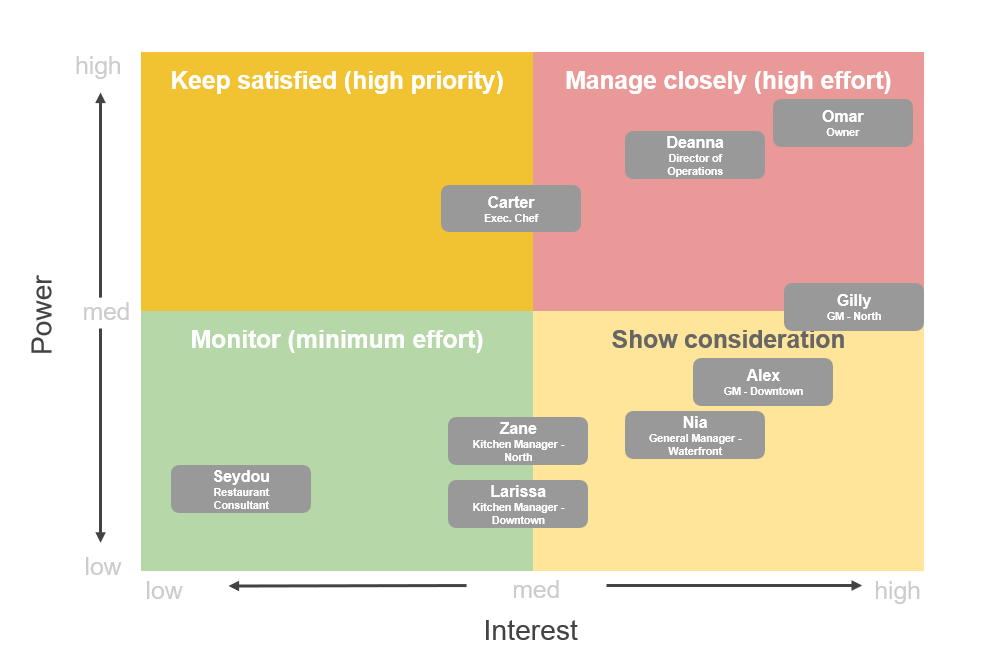 high
Keep satisfied (high priority)
Manage closely (high effort)
Omar
Owner
Deanna
Director of
Operations
Carter
Exec. Chef
Power
med
Gilly
GM - North
Monitor (minimum effort)
Show consideration
Alex
GM - Downtown
Nia
General Manager -
Waterfront
Zane
Kitchen Manager -
North
Seydou
Restaurant
Consultant
Larissa
Kitchen Manager -
Downtown
low
low
med
high
Interest